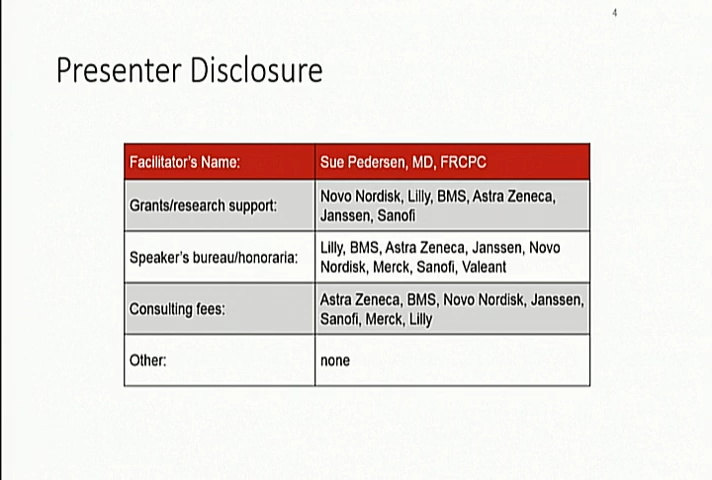 4
Presenter Disclosure
Facilitator's Name:
Sue Pedersen, MD, FRCPC
Grants/research support:
Novo Nordisk, Lilly, BMS, Astra Zeneca,
Janssen, Sanofi
Speaker's bureau/honoraria:
Lilly, BMS, Astra Zeneca, Janssen, Novo
Nordisk, Merck, Sanofi, Valeant
Consulting fees:
Astra Zeneca, BMS, Novo Nordisk, Janssen,
Sanofi, Merck, Lilly
Other:
none